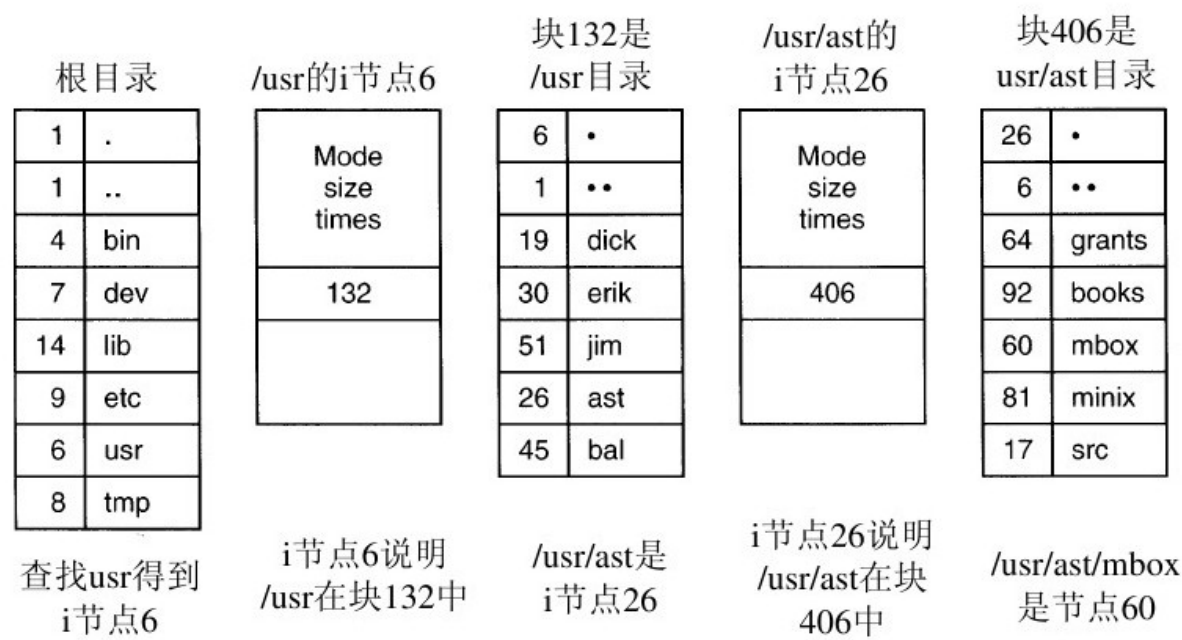 根目录
1 .
1 ..
4 bin
7 dev
14 lib
9 etc
6 usr
8 tmp
查找usr得到
i节点6
/usr的i节点6
Mode
size
times
132
i节点6说明
/usr在块132中
块132是
/usr目录
6 •
1 ••
19 dick
30 erik
51 jim
26 ast
45 bal
/usr/ast是
i节点26
/usr/ast的
i节点26
Mode
size
times
406
i节点26说明
/usr/ast在块
406中
块406是
usr/ast目录
26 •
6 ••
64 grants
92 books
60 mbox
81 minix
17 src
/usr/ast/mbox
是节点60